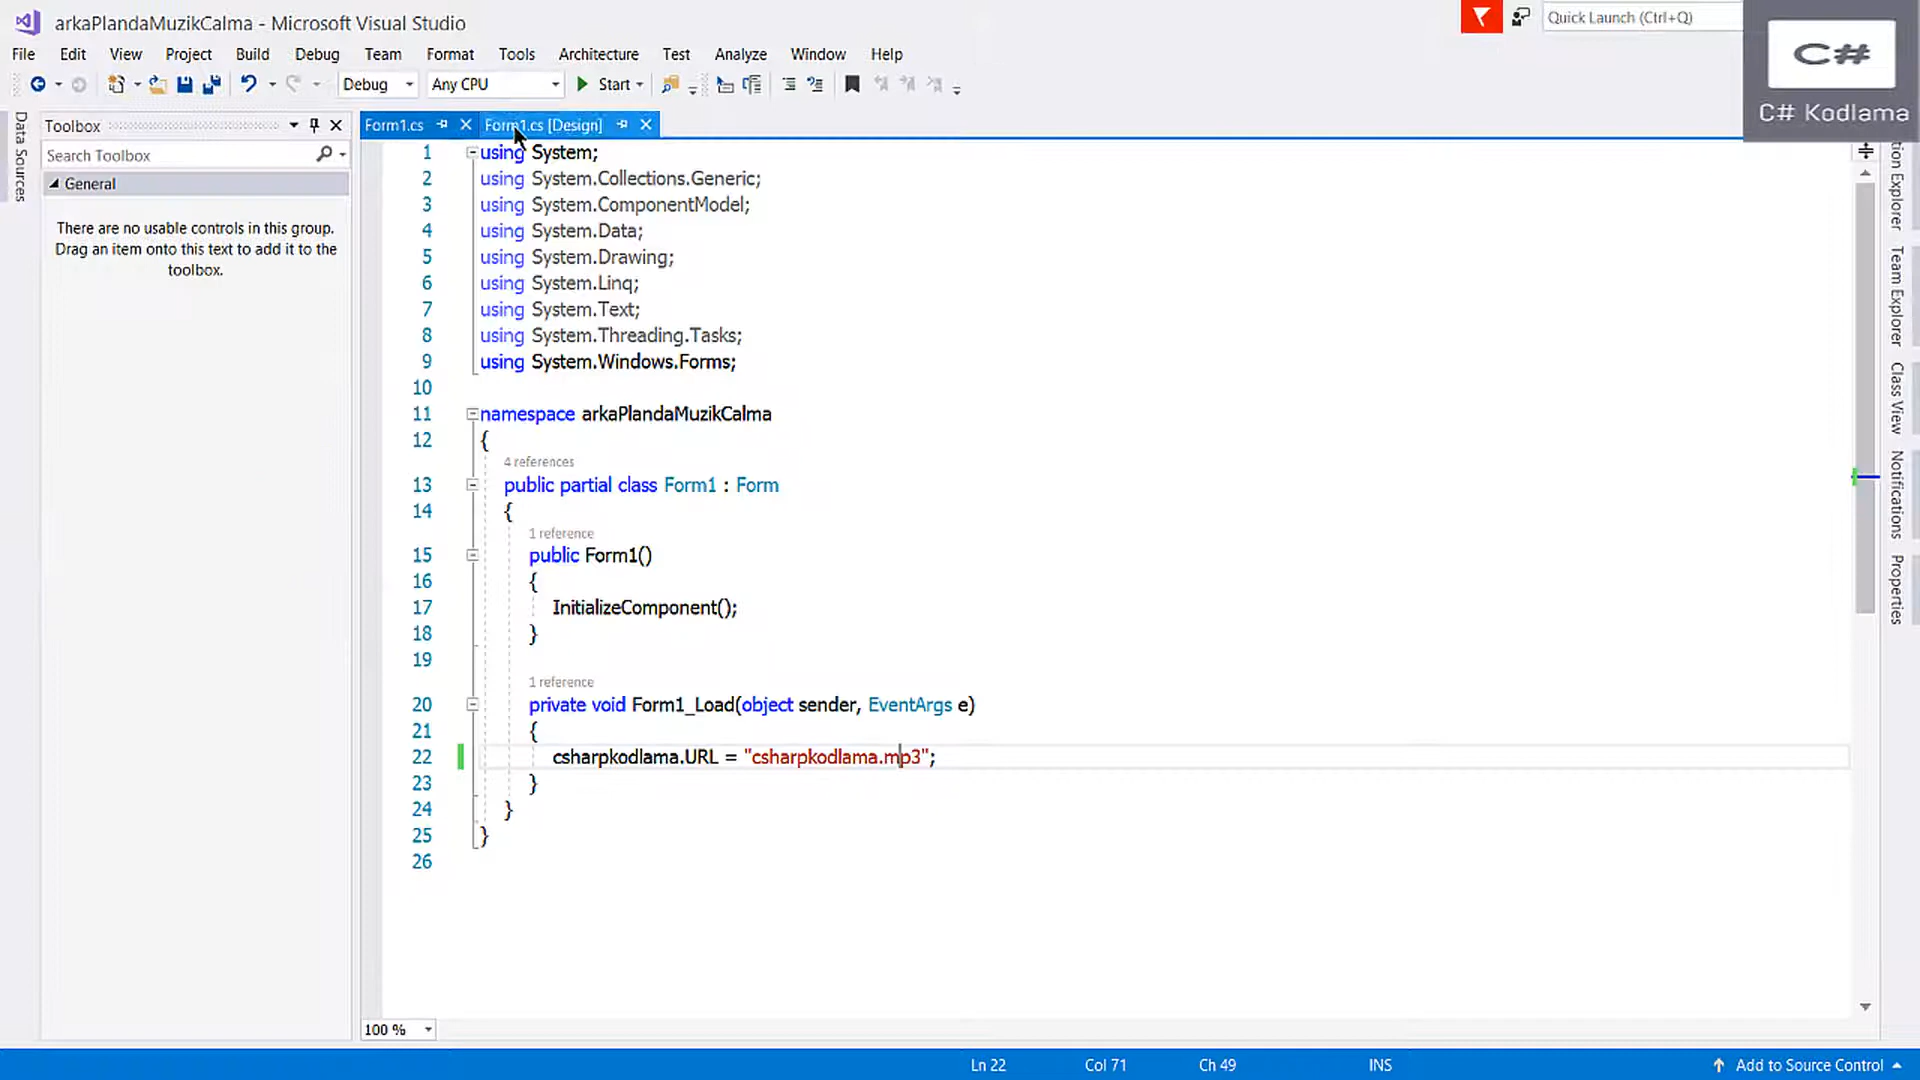 arkaPlandaMuzikCalma - Microsoft Visual Studio
Quick Launch (Ctrl+Q)
File Edit View Project Build Debug Team Format Tools Architecture Test Analyze Window Help
Debug Any CPU Start
C#
C# Kodlama
Data Sources
Toolbox
Search Toolbox
General
There are no usable controls in this group.
Drag an item onto this text to add it to the
toolbox.
Form1.cs Form1.cs [Design]
1 using System;
2 using System.Collections.Generic;
3 using System.ComponentModel;
4 using System.Data;
5 using System.Drawing;
6 using System.Linq;
7 using System.Text;
8 using System.Threading.Tasks;
9 using System.Windows.Forms;
10
11 namespace arkaPlandaMuzikCalma
12 {
4 references
13 public partial class Form1 : Form
14 {
1 reference
15 public Form1()
16 {
17 InitializeComponent();
18 }
19
1 reference
20 private void Form1_Load(object sender, EventArgs e)
21 {
22 csharpkodlama.URL = "csharpkodlama.mp3";
23 }
24 }
25 }
26
100 %
tion Explorer
Team Explorer
Class View
Notifications
Properties
Ln 22 Col 71 Ch 49 INS Add to Source Control